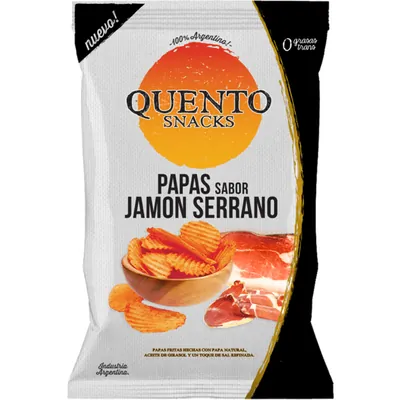 nuevo!
-100% Argentino!-
0 grasas
trans
QUENTO
SNACKS
PAPAS SABOR
JAMON SERRANO
PAPAS FRITAS HECHAS CON PAPA NATURAL,
ACEITE DE GIRASOL Y UN TOQUE DE SAL REFINADA.
Industria
Argentina.